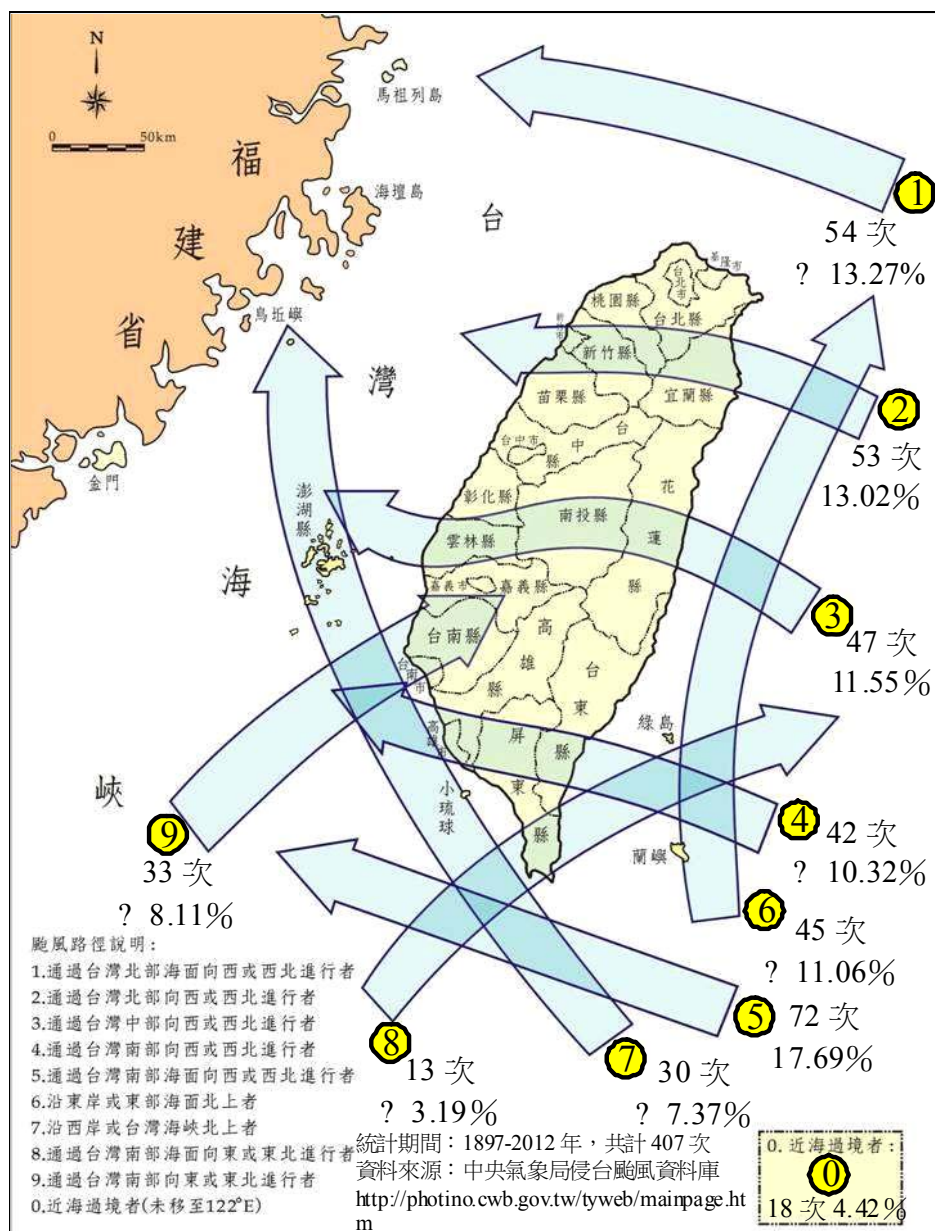 N
0 50km
馬祖列島
福
建
省
海壇島
台
灣
海
峽
烏坵嶼
金門
澎湖縣
1
54 次
? 13.27%
基隆市
台北市
桃園縣
台北縣
新竹縣
苗栗縣
宜蘭縣
2
53 次
13.02%
台中市
台中縣
彰化縣
南投縣
花蓮縣
雲林縣
嘉義市
嘉義縣
3
47 次
11.55%
台南縣
台南市
高雄縣
台東縣
高雄市
屏東縣
綠島
小琉球
蘭嶼
4
42 次
? 10.32%
9
33 次
? 8.11%
6
45 次
? 11.06%
5
72 次
17.69%
8
13 次
? 3.19%
7
30 次
? 7.37%
颱風路徑說明:
1.通過台灣北部海面向西或西北進行者
2.通過台灣北部向西或西北進行者
3.通過台灣中部向西或西北進行者
4.通過台灣南部向西或西北進行者
5.通過台灣南部海面向西或西北進行者
6.沿東岸或東部海面北上者
7.沿西岸或台灣海峽北上者
8.通過台灣南部海面向東或東北進行者
9.通過台灣南部向東或東北進行者
0.近海過境者(未移至122°E)
統計期間：1897-2012 年，共計 407 次
資料來源：中央氣象局侵台颱風資料庫
http://photino.cwb.gov.tw/tyweb/mainpage.ht
m
0.近海過境者:
0
18 次 4.42%